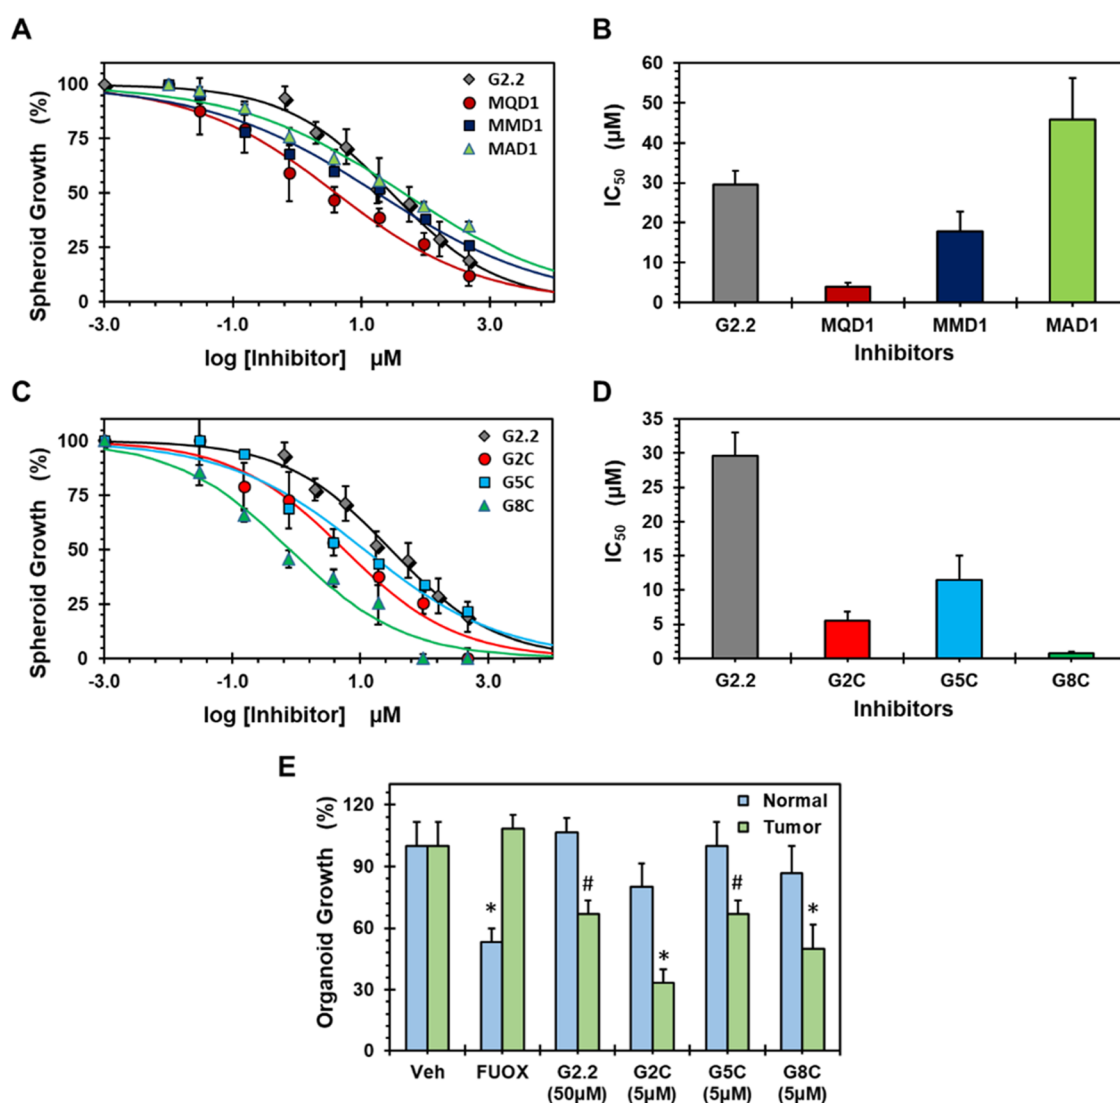 A
Spheroid Growth (%)
100
75
50
25
0
-3.0 -1.0 1.0 3.0
log [Inhibitor] µM
G2.2
MQD1
MMD1
MAD1
B
IC50 (µM)
60
50
40
30
20
10
0
G2.2 MQD1 MMD1 MAD1
Inhibitors
C
Spheroid Growth (%)
100
75
50
25
0
-3.0 -1.0 1.0 3.0
log [Inhibitor] µM
G2.2
G2C
G5C
G8C
D
IC50 (µM)
35
30
25
20
15
10
5
0
G2.2 G2C G5C G8C
Inhibitors
E
Organoid Growth (%)
120
90
60
30
0
Normal
Tumor
* # * # *
Veh FUOX G2.2 G2C G5C G8C
(50µM) (5µM) (5µM) (5µM)